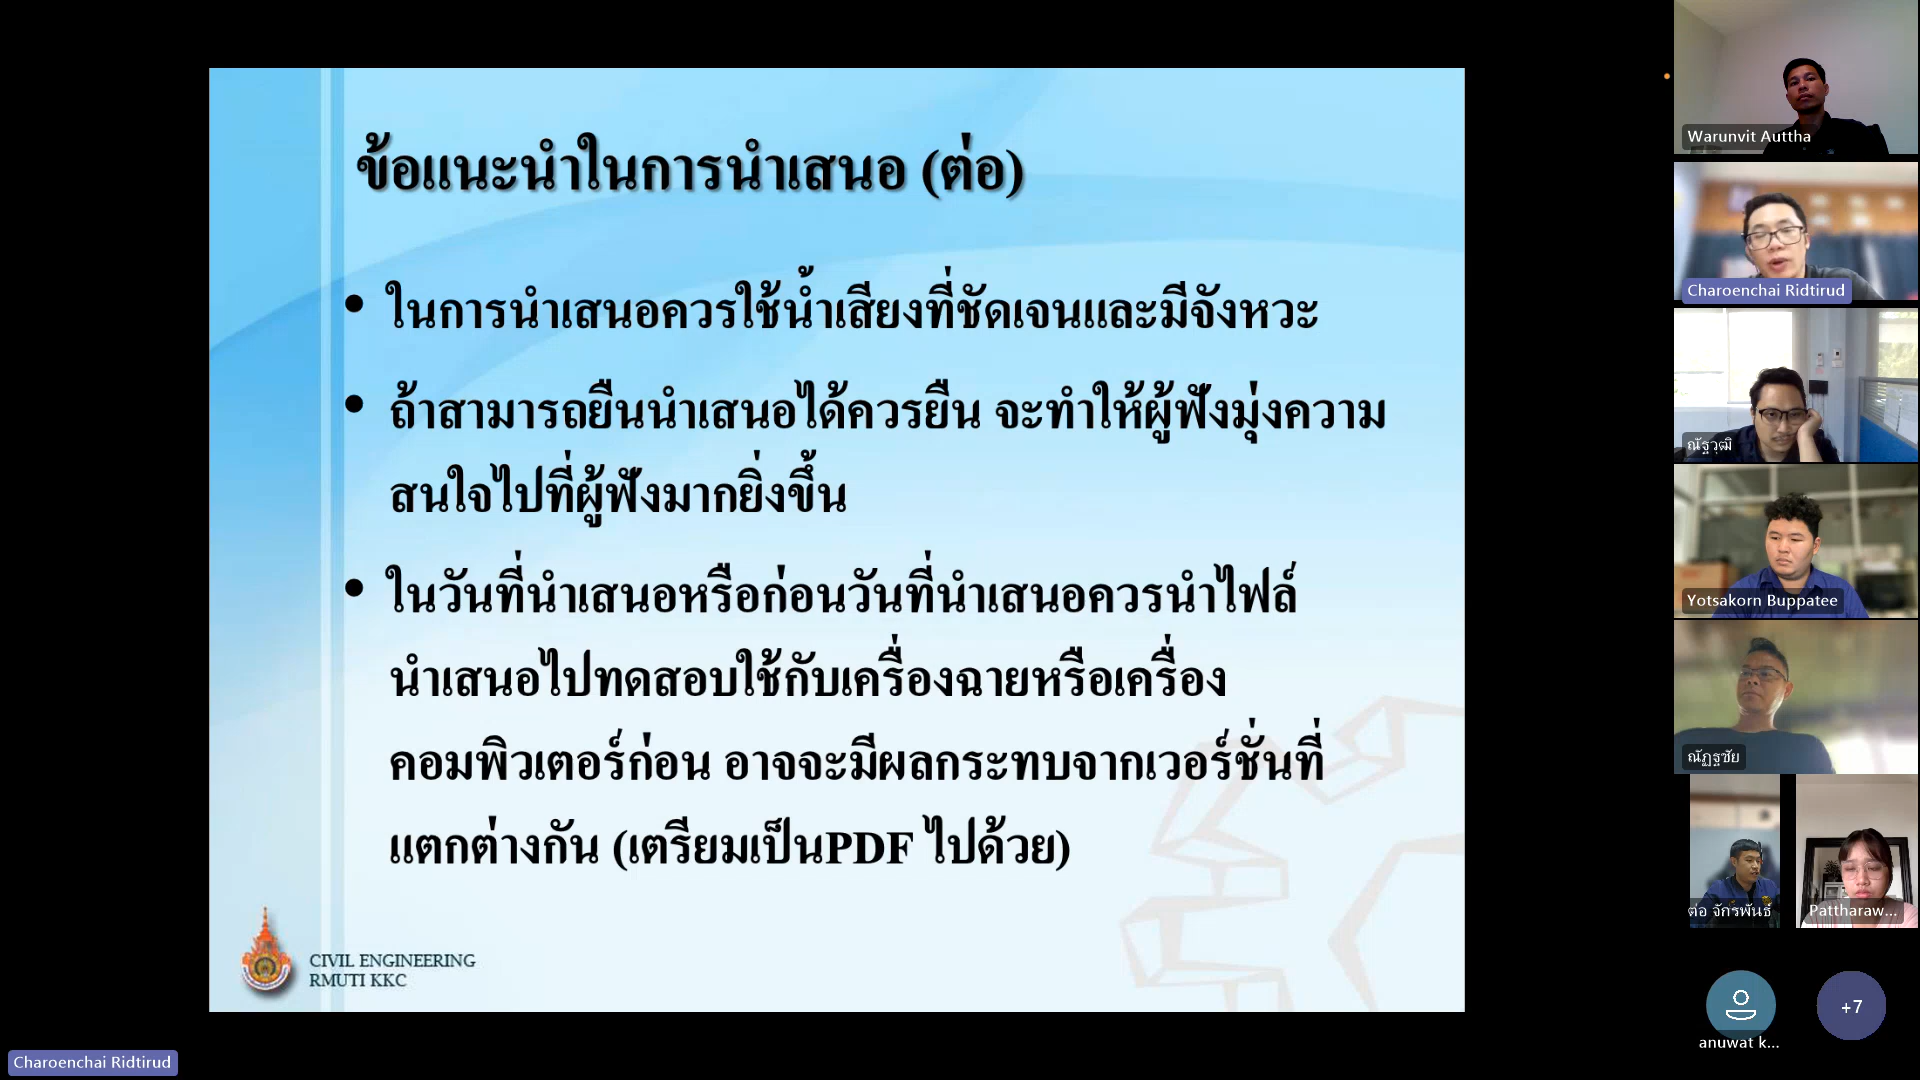 ข้อแนะนำในการนำเสนอ (ต่อ)
• ในการนำเสนอควรใช้น้ำเสียงที่ชัดเจนและมีจังหวะ
• ถ้าสามารถยืนนำเสนอได้ควรยืน จะทำให้ผู้ฟังมุ่งความ
สนใจไปที่ผู้ฟังมากยิ่งขึ้น
• ในวันที่นำเสนอหรือก่อนวันที่นำเสนอควรนำไฟล์
นำเสนอไปทดสอบใช้กับเครื่องฉายหรือเครื่อง
คอมพิวเตอร์ก่อน อาจจะมีผลกระทบจากเวอร์ชั่นที่
แตกต่างกัน (เตรียมเป็นPDF ไปด้วย)
CIVIL ENGINEERING
RMUTI KKC
Charoenchai Ridtirud
Warunvit Auttha
Charoenchai Ridtirud
ณัฐวุฒิ
Yotsakorn Buppatee
ณัฏฐชัย
ต่อ จักรพันธ์
Pattharaw...
anuwat k...
+7